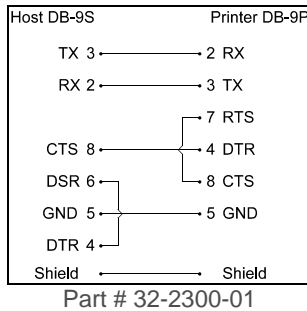 Host DB-9S Printer DB-9P
TX 3 2 RX
RX 2 3 TX
7 RTS
CTS 8 4 DTR
DSR 6 8 CTS
GND 5 5 GND
DTR 4
Shield Shield
Part # 32-2300-01